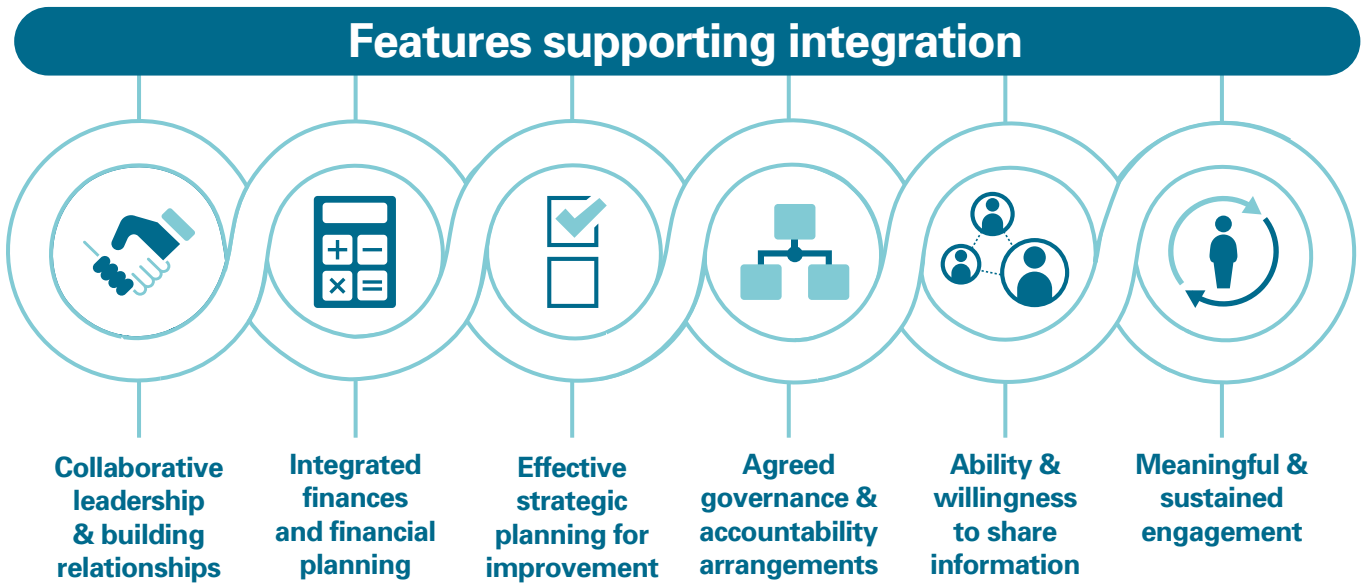 Features supporting integration
Collaborative
leadership
& building
relationships
Integrated
finances
and financial
planning
Effective
strategic
planning for
improvement
Agreed
governance &
accountability
arrangements
Ability &
willingness
to share
information
Meaningful &
sustained
engagement